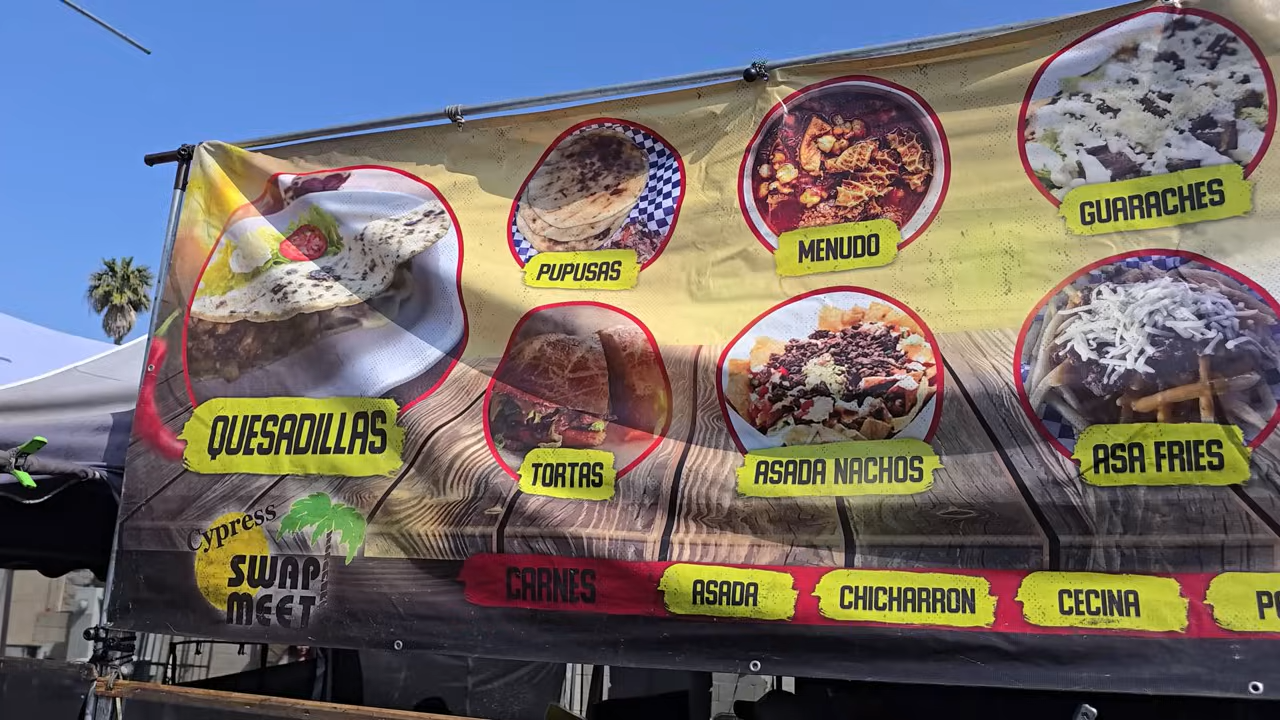 PUPUSAS
MENUDO
GUARACHES
QUESADILLAS
TORTAS
ASADA NACHOS
ASA FRIES
Cypress
SWAP
MEET
CARNES
ASADA
CHICHARRON
CECINA